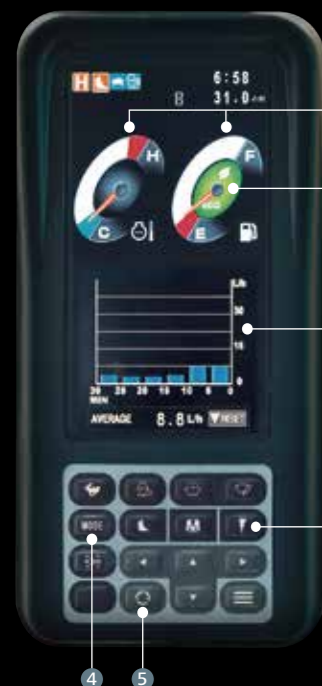 H
6:58
31.0
H
F
C
E
ECO
L/h
30
15
0
30 25 20 15 10 5 0
MIN
AVERAGE 8.8 L/h ▼RESET
MODE
4
5